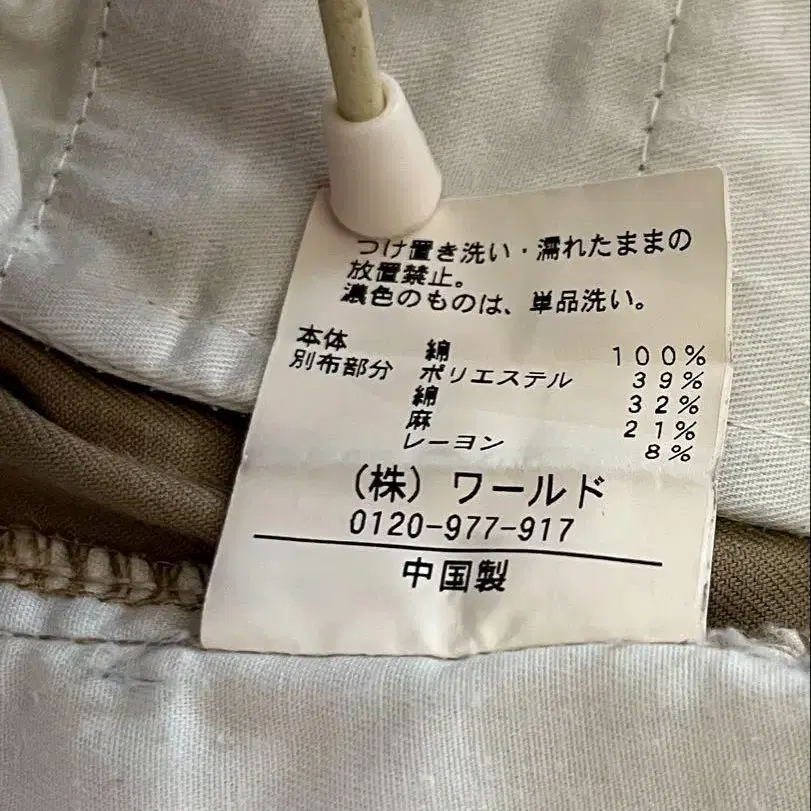 つけ置き洗い・濡れたままの
放置禁止。
濃色のものは、単品洗い。
本体 綿 100%
別布部分 ポリエステル 39%
綿 32%
麻 21%
レーヨン 8%
(株) ワールド
0120-977-917
中国製